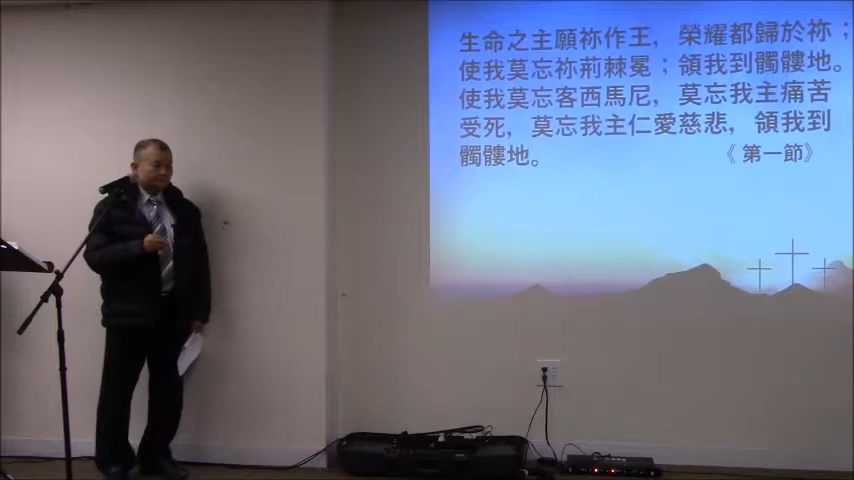 生命之主願祢作王,榮耀都歸於祢;
使我莫忘祢荊棘冕;領我到髑髏地。
使我莫忘客西馬尼,莫忘我主痛苦
受死,莫忘我主仁愛慈悲,領我到
髑髏地. 《第一節》